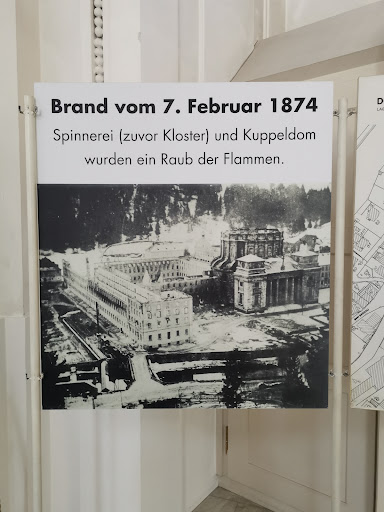 Brand vom 7. Februar 1874
Spinnerei (zuvor Kloster) und Kuppeldom
wurden ein Raub der Flammen.
D